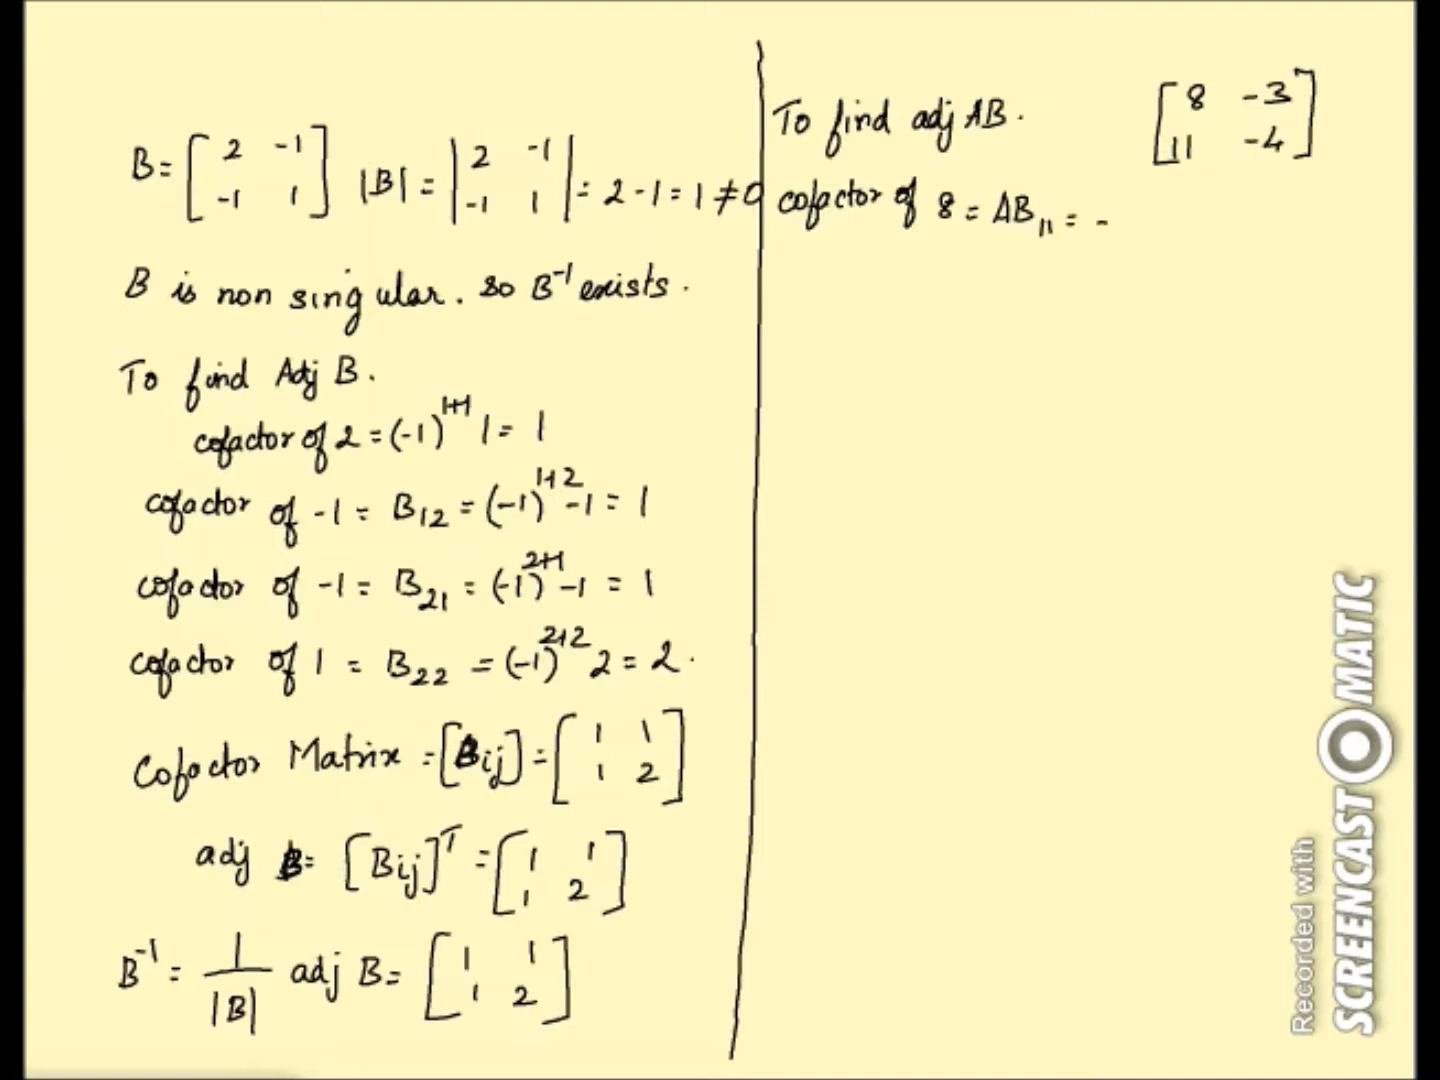 B = [ 2 -1 -1 1 ] |B| = | 2 -1 -1 1 | = 2 - 1 = 1 ≠ 0
B is non singular. so B⁻¹ exists.
To find Adj B.
cofactor of 2 = (-1)¹⁺¹ 1 = 1
cofactor of -1 = B₁₂ = (-1)¹⁺² -1 = 1
cofactor of -1 = B₂₁ = (-1)²⁺¹ -1 = 1
cofactor of 1 = B₂₂ = (-1)²⁺² 2 = 2.
Cofactor Matrix = [Bij] = [ 1 1 1 2 ]
adj B = [Bij]ᵀ = [ 1 1 1 2 ]
B⁻¹ = 1/|B| adj B = [ 1 1 1 2 ]
To find adj AB. [ 8 -3 11 -4 ]
cofactor of 8 = AB₁₁ = -
Recorded with
SCREENCAST MATIC